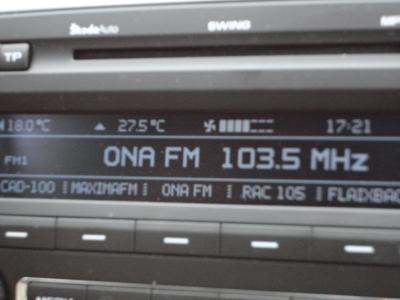 ŠkodaAuto SWING MP
TP
18.0°C 27.5°C 17:21
FM1 ONA FM 103.5 MHz
CAD-100 MAXIMAFM ONA FM RAC 105 FLAIXBAC